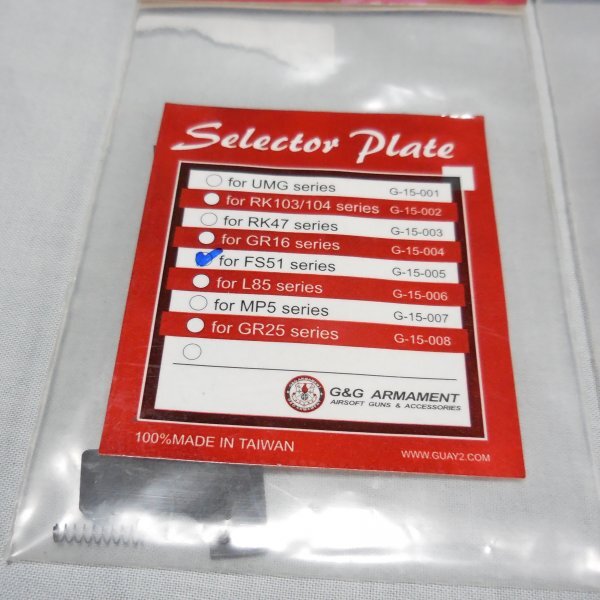 Selector Plate
for UMG series G-15-001
for RK103/104 series G-15-002
for RK47 series G-15-003
for GR16 series G-15-004
for FS51 series G-15-005
for L85 series G-15-006
for MP5 series G-15-007
for GR25 series G-15-008
G&G ARMAMENT
AIRSOFT GUNS & ACCESSORIES
100%MADE IN TAIWAN
WWW.GUAY2.COM